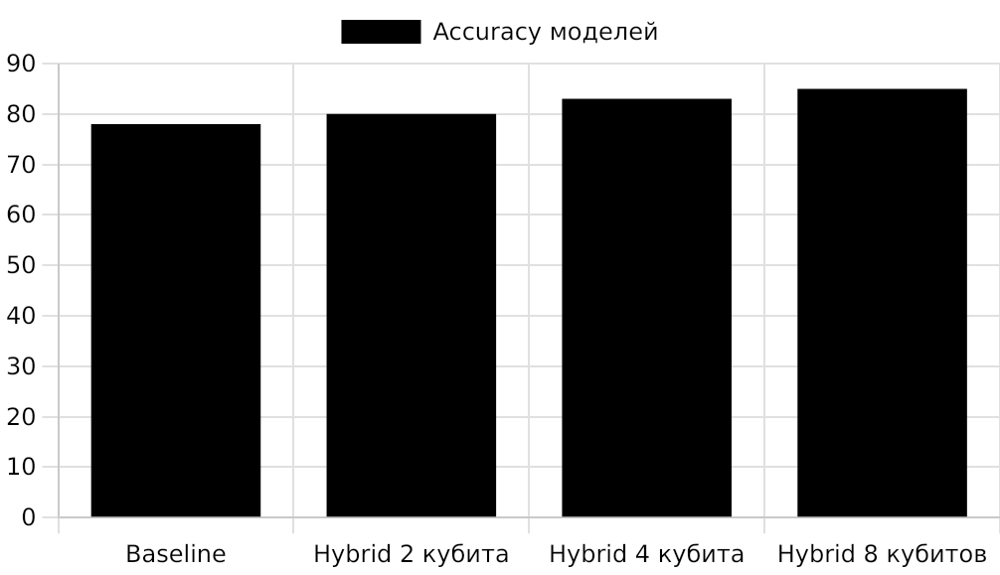 Accuracy моделей
90
80
70
60
50
40
30
20
10
0
Baseline
Hybrid 2 кубита
Hybrid 4 кубита
Hybrid 8 кубитов